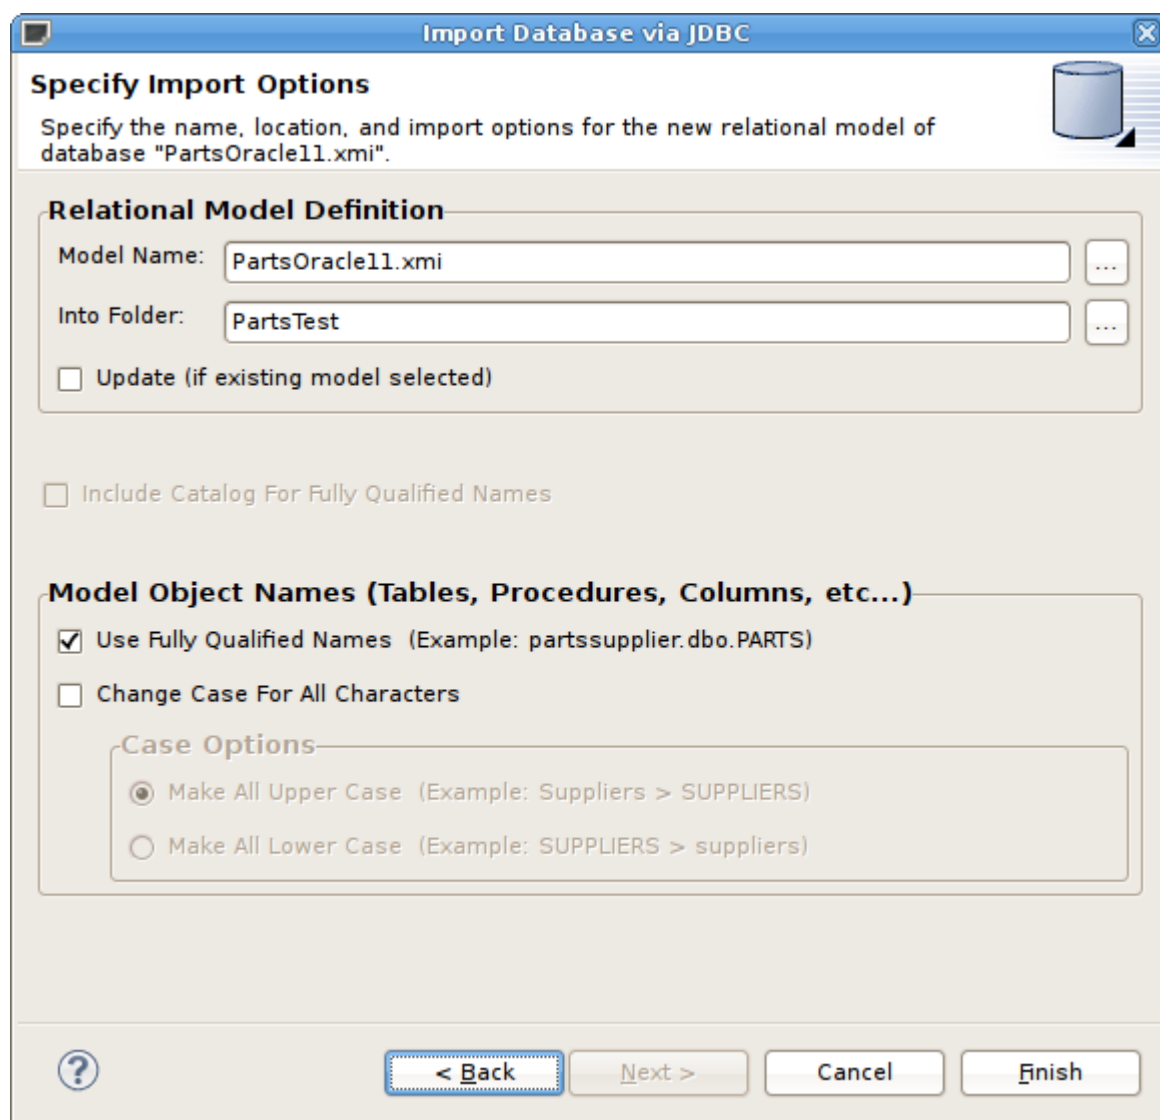 Import Database via JDBC
Specify Import Options
Specify the name, location, and import options for the new relational model of
database "PartsOracle11.xmi".
Relational Model Definition
Model Name: PartsOracle11.xmi ...
Into Folder: PartsTest ...
Update (if existing model selected)
Include Catalog For Fully Qualified Names
Model Object Names (Tables, Procedures, Columns, etc...)
Use Fully Qualified Names (Example: partssupplier.dbo.PARTS)
Change Case For All Characters
Case Options
Make All Upper Case (Example: Suppliers > SUPPLIERS)
Make All Lower Case (Example: SUPPLIERS > suppliers)
? < Back Next > Cancel Finish